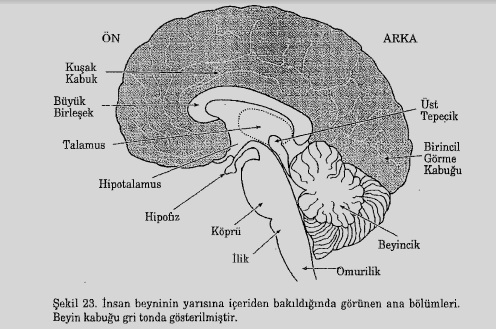 ÖN
ARKA
Kuşak
Kabuk
Büyük
Birleşek
Üst
Tepeçik
Talamus
Birincil
Görme
Kabuğu
Hipotalamus
Hipofız
Köprü
Beyincik
İlik
Omurilik
Şekil 23. İnsan beyninin yarısına içeriden bakıldığında görünen ana bölümleri.
Beyin kabuğu gri tonda gösterilmiştir.